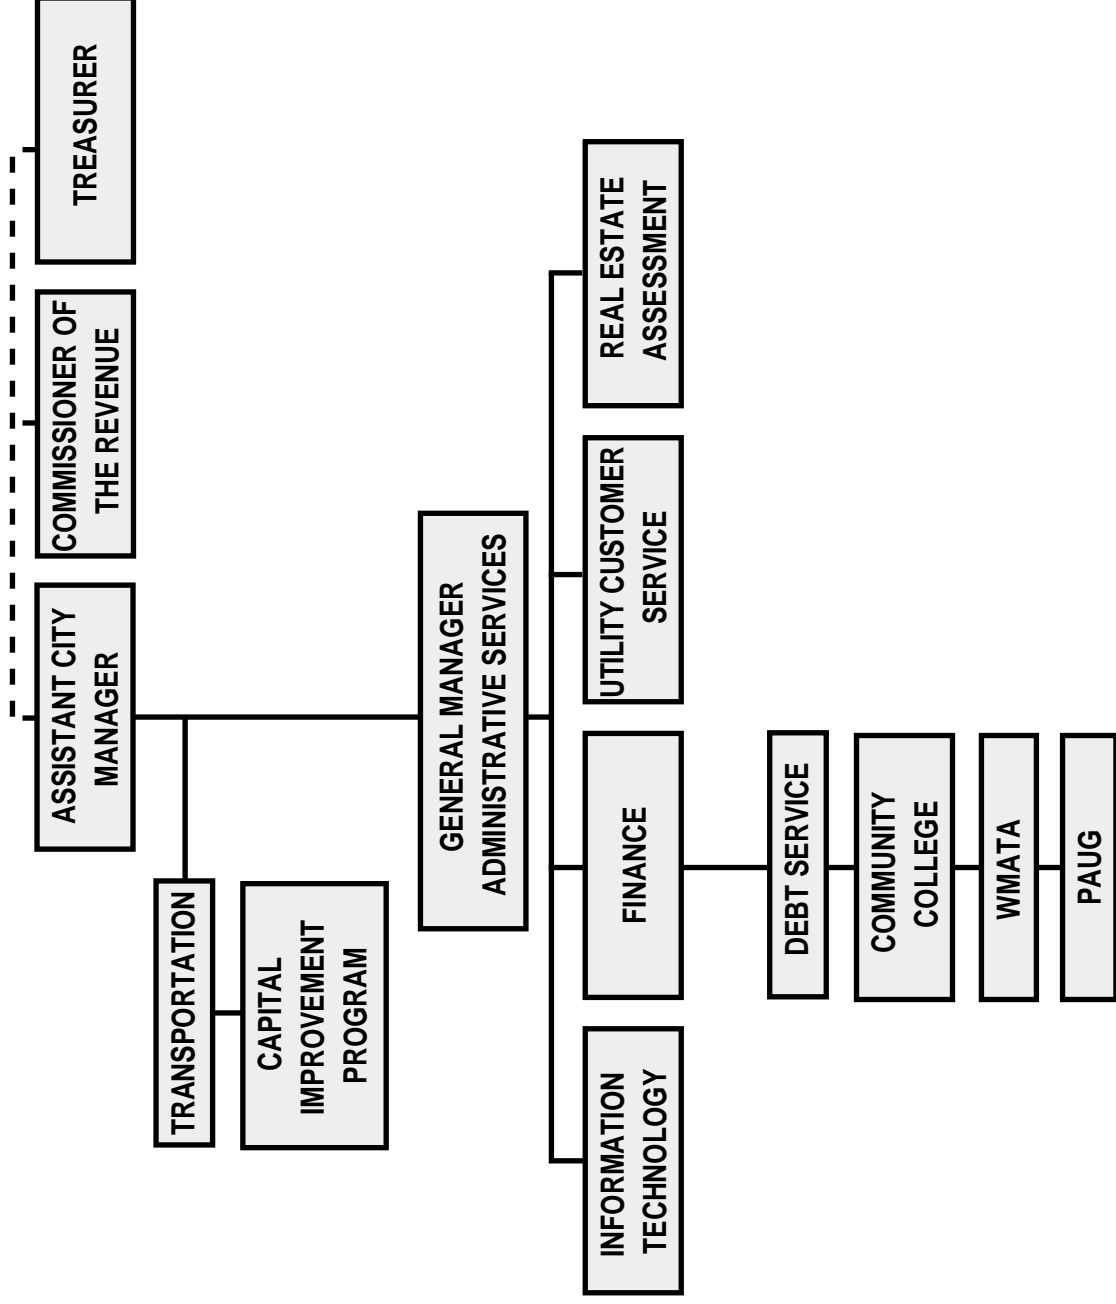 ASSISTANT CITY
MANAGER
COMMISSIONER OF
THE REVENUE
TREASURER
TRANSPORTATION
CAPITAL
IMPROVEMENT
PROGRAM
GENERAL MANAGER
ADMINISTRATIVE SERVICES
INFORMATION
TECHNOLOGY
FINANCE
UTILITY CUSTOMER
SERVICE
REAL ESTATE
ASSESSMENT
DEBT SERVICE
COMMUNITY
COLLEGE
WMATA
PAUG